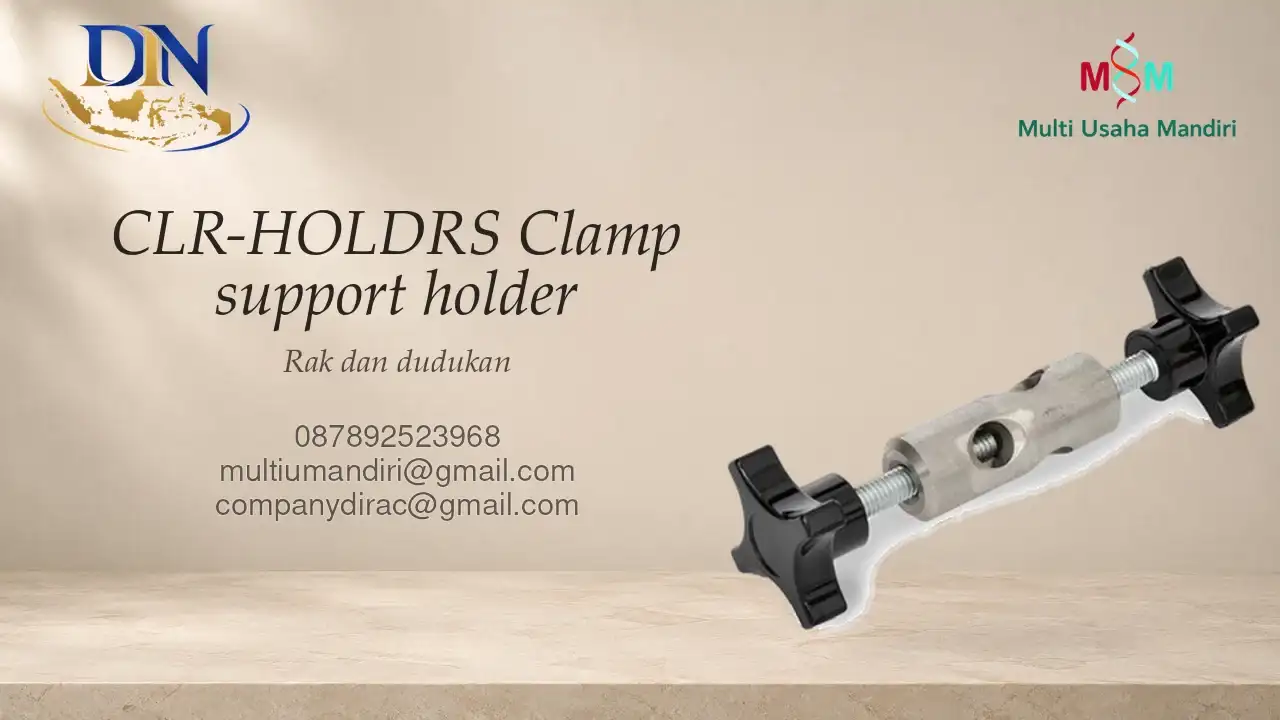 DN
M M
Multi Usaha Mandiri
CLR-HOLDRS Clamp
support holder
Rak dan dudukan
087892523968
multiumandiri@gmail.com
companydirac@gmail.com